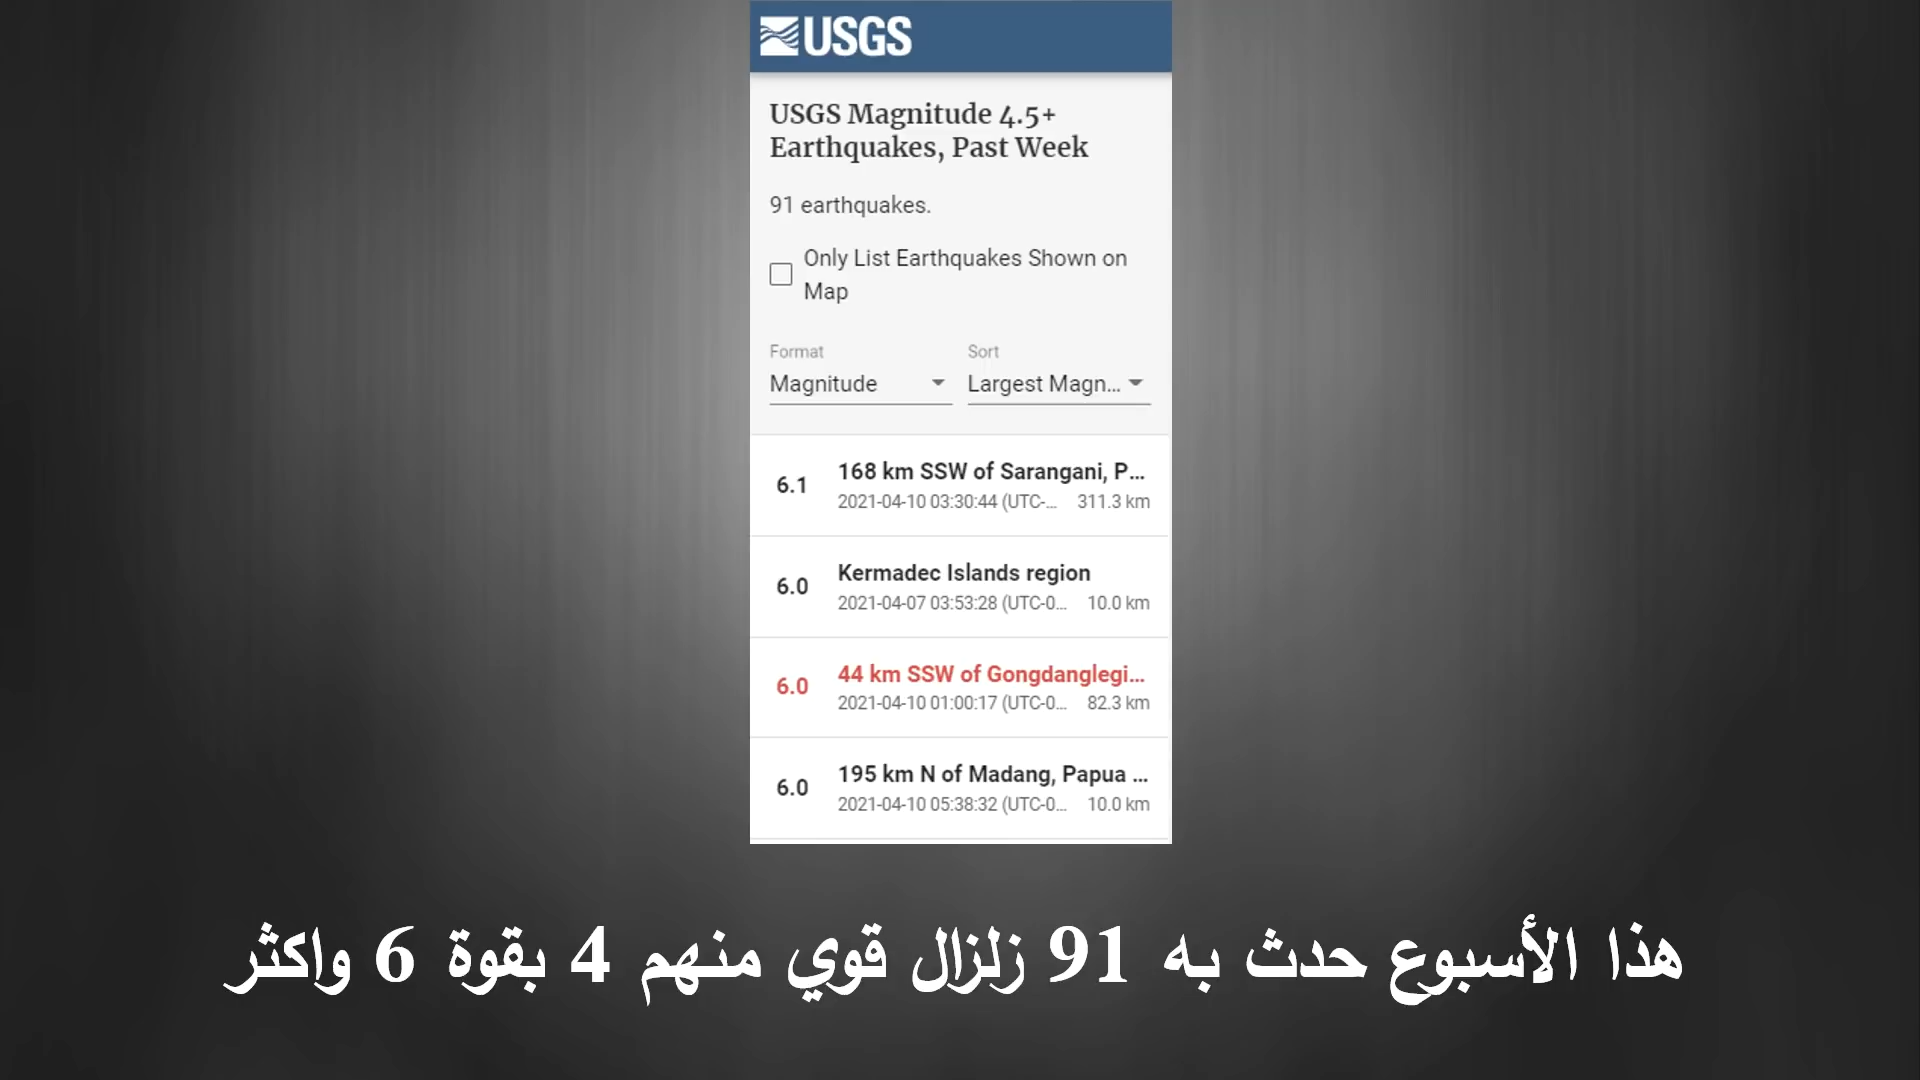 USGS
USGS Magnitude 4.5+
Earthquakes, Past Week
91 earthquakes.
Only List Earthquakes Shown on
Map
Format
Magnitude
Sort
Largest Magn...
6.1
168 km SSW of Sarangani, P...
2021-04-10 03:30:44 (UTC-... 311.3 km
6.0
Kermadec Islands region
2021-04-07 03:53:28 (UTC-0... 10.0 km
6.0
44 km SSW of Gongdanglegi...
2021-04-10 01:00:17 (UTC-0... 82.3 km
6.0
195 km N of Madang, Papua ...
2021-04-10 05:38:32 (UTC-0... 10.0 km
هذا الأسبوع حدث به 91 زلزال قوي منهم 4 بقوة 6 واكثر